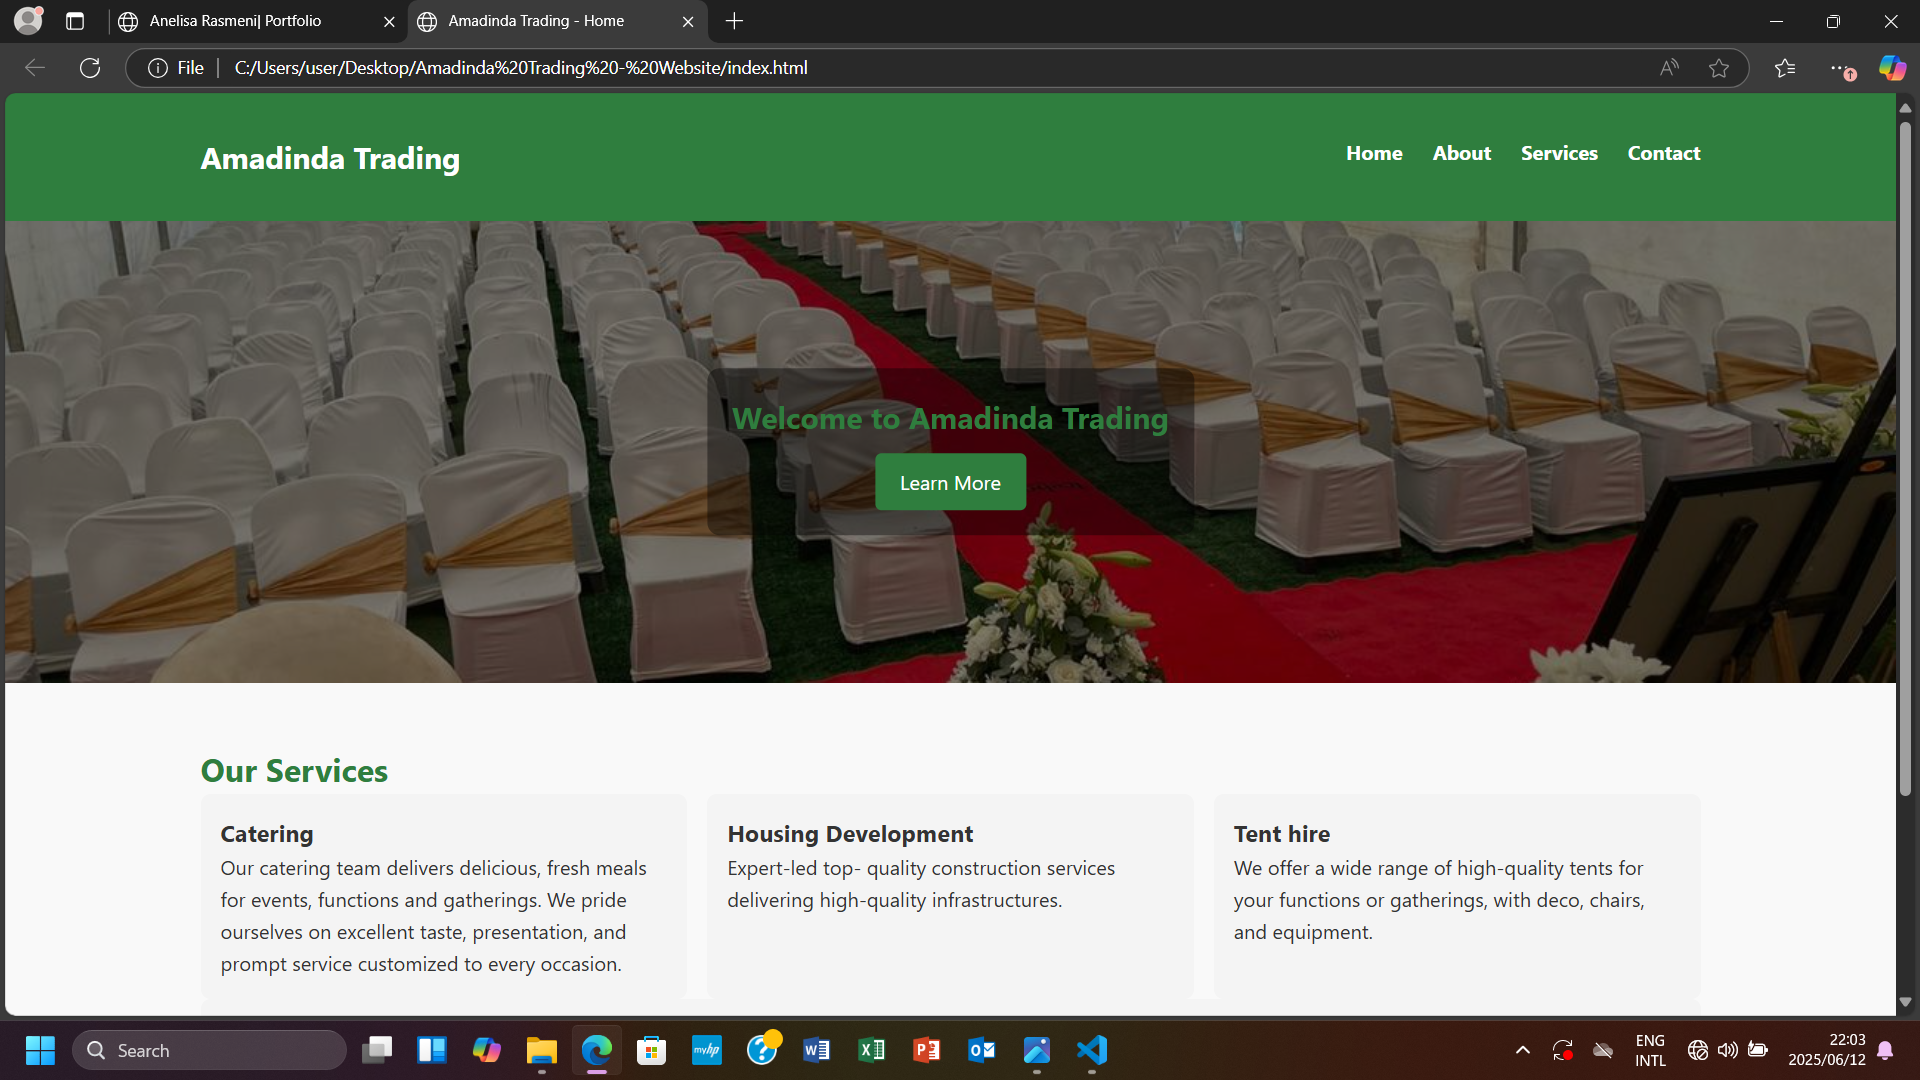 Anelisa Rasmeni| Portfolio
Amadinda Trading - Home
File
C:/Users/user/Desktop/Amadinda%20Trading%20-%20Website/index.html
Amadinda Trading
Home About Services Contact
Welcome to Amadinda Trading
Learn More
Our Services
Catering
Our catering team delivers delicious, fresh meals
for events, functions and gatherings. We pride
ourselves on excellent taste, presentation, and
prompt service customized to every occasion.
Housing Development
Expert-led top- quality construction services
delivering high-quality infrastructures.
Tent hire
We offer a wide range of high-quality tents for
your functions or gatherings, with deco, chairs,
and equipment.
Search
myhp
ENG
INTL
22:03
2025/06/12